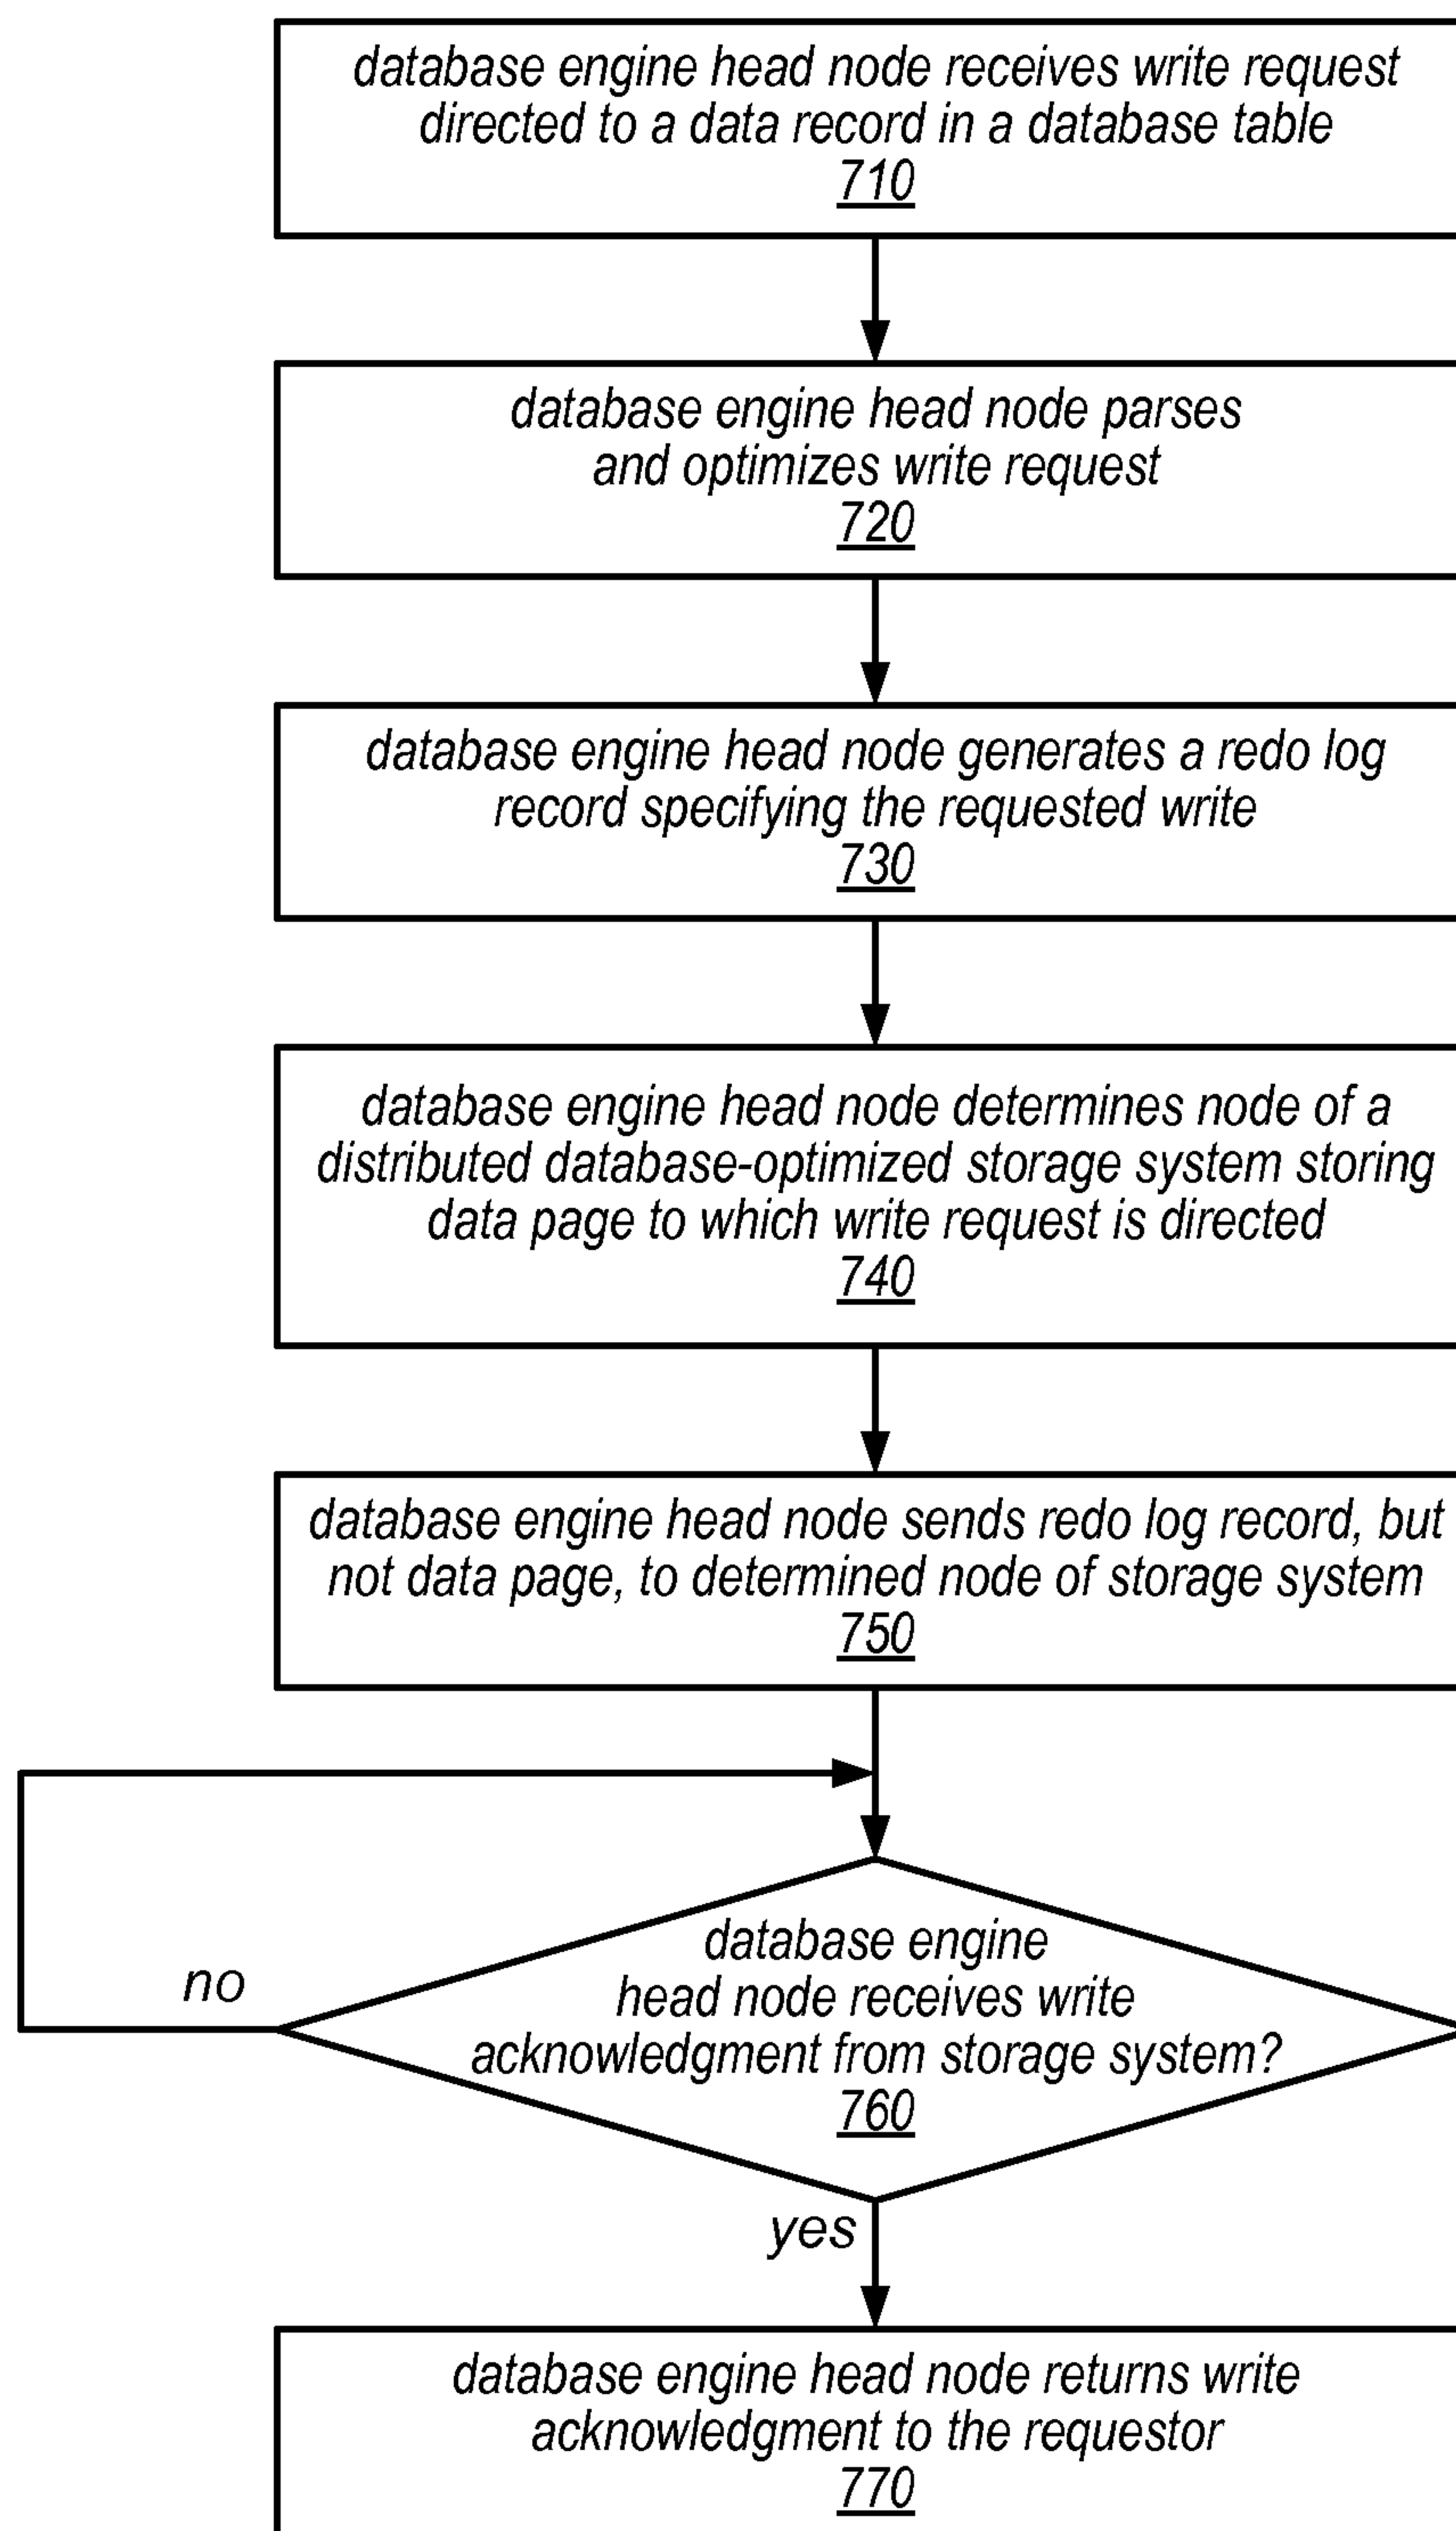 database engine head node receives write request
directed to a data record in a database table
710
database engine head node parses
and optimizes write request
720
database engine head node generates a redo log
record specifying the requested write
730
database engine head node determines node of a
distributed database-optimized storage system storing
data page to which write request is directed
740
database engine head node sends redo log record, but
not data page, to determined node of storage system
750
database engine
head node receives write
acknowledgment from storage system?
760
no
yes
database engine head node returns write
acknowledgment to the requestor
770